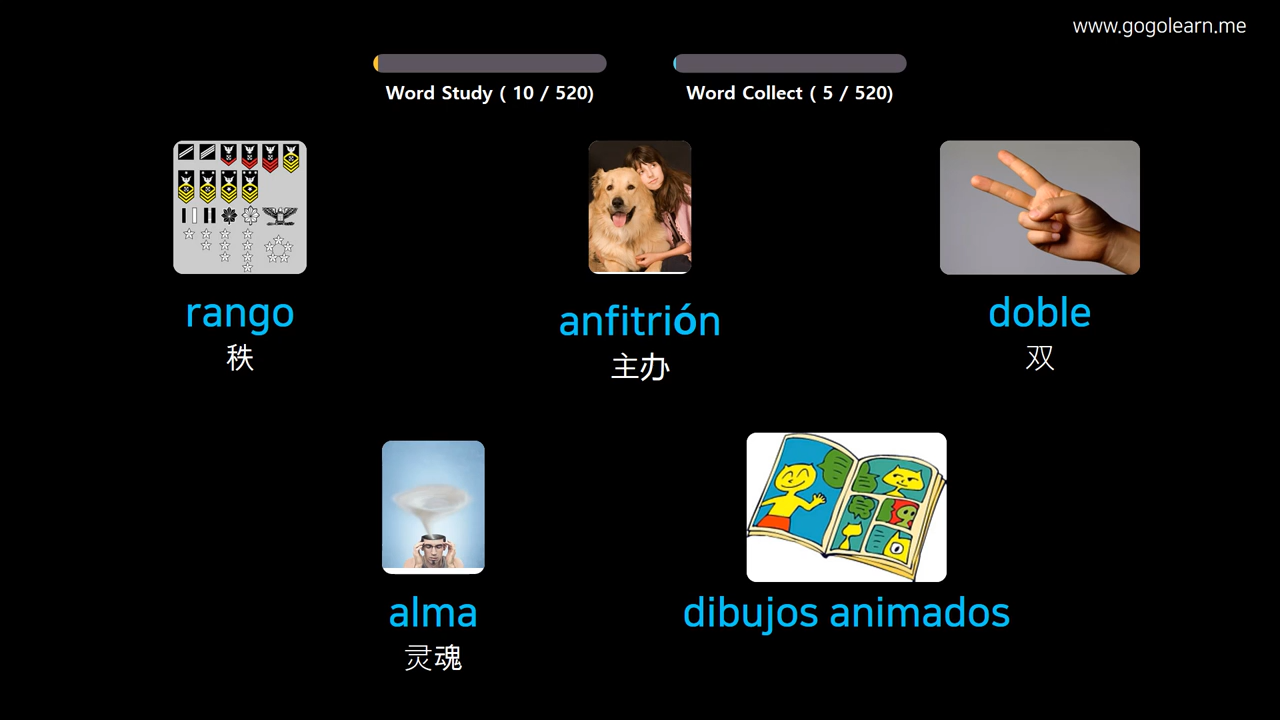 www.gogolearn.me
Word Study ( 10 / 520)
Word Collect ( 5 / 520)
rango
秩
anfitrión
主办
doble
双
alma
灵魂
dibujos animados